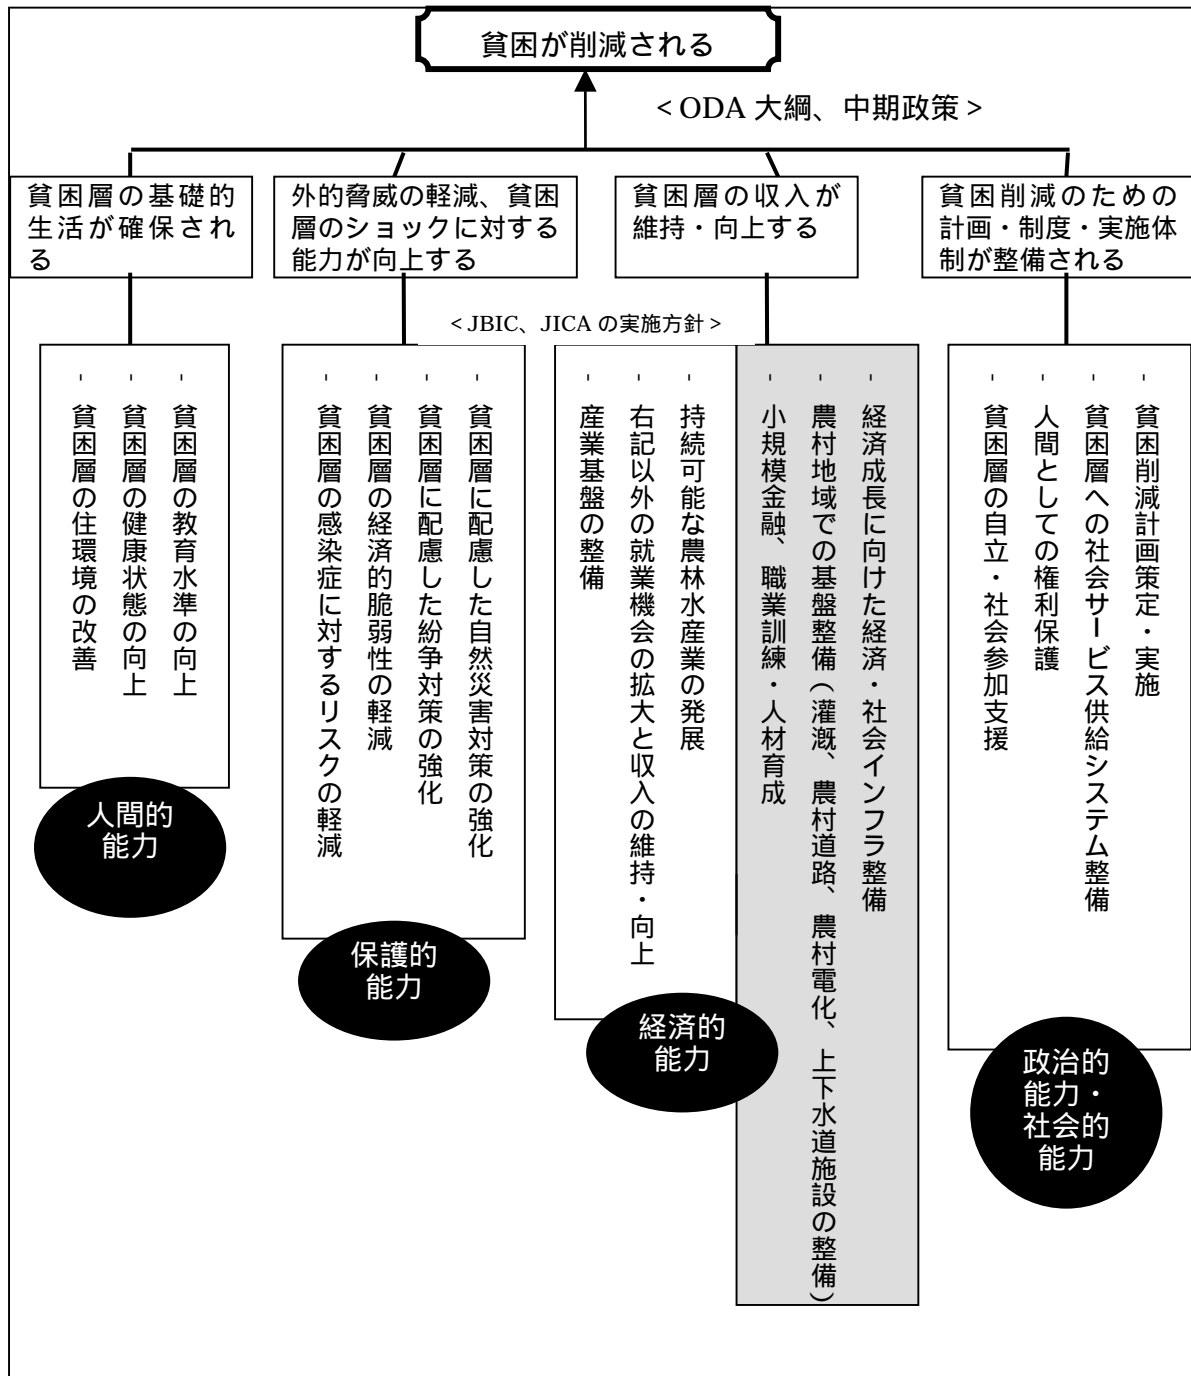 貧困が削減される
＜ODA 大綱、中期政策＞
貧困層の基礎的
生活が確保され
る
外的脅威の軽減、貧困
層のショックに対する
能力が向上する
貧困層の収入が
維持・向上する
貧困削減のための
計画・制度・実施体
制が整備される
＜JBIC、JICA の実施方針＞
- 貧困層の教育水準の向上
- 貧困層の健康状態の向上
- 貧困層の住環境の改善
人間的
能力
- 貧困層に配慮した自然災害対策の強化
- 貧困層に配慮した紛争対策の強化
- 貧困層の経済的脆弱性の軽減
- 貧困層の感染症に対するリスクの軽減
保護的
能力
- 持続可能な農林水産業の発展
- 右記以外の就業機会の拡大と収入の維持・向上
- 産業基盤の整備
経済的
能力
- 経済成長に向けた経済・社会インフラ整備
- 農村地域での基盤整備（灌漑、農村道路、農村電化、上下水道施設の整備）
- 小規模金融、職業訓練・人材育成
- 貧困削減計画策定・実施
- 貧困層への社会サービス供給システム整備
- 人間としての権利保護
- 貧困層の自立・社会参加支援
政治的
能力・
社会的
能力